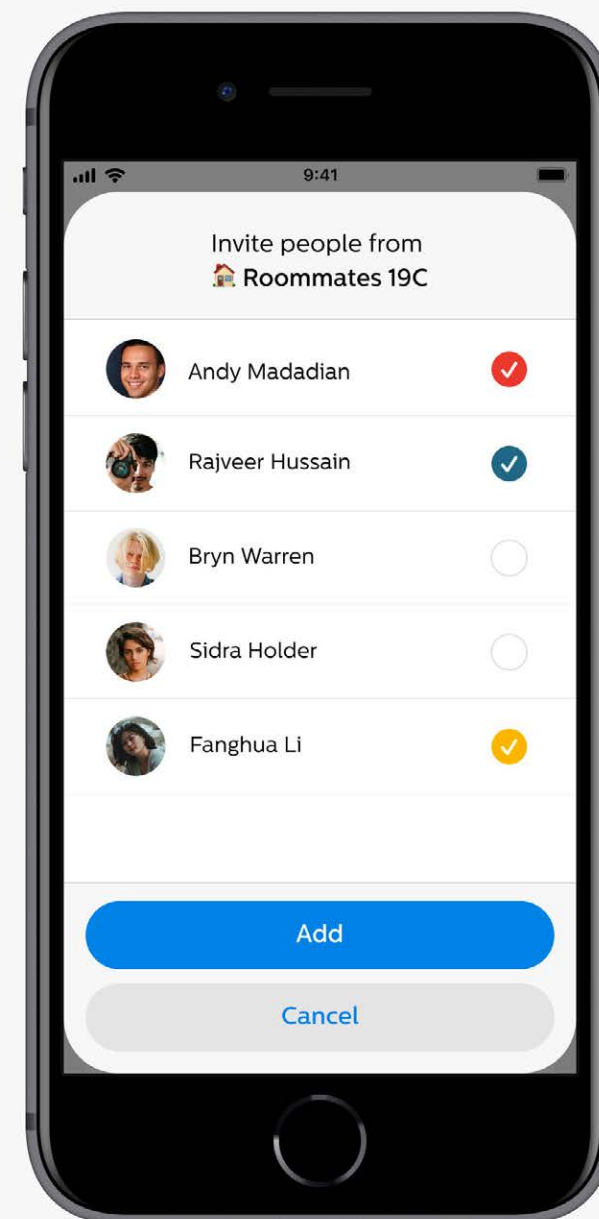 9:41
Invite people from
🏠 Roommates 19C
Andy Madadian
Rajveer Hussain
Bryn Warren
Sidra Holder
Fanghua Li
Add
Cancel